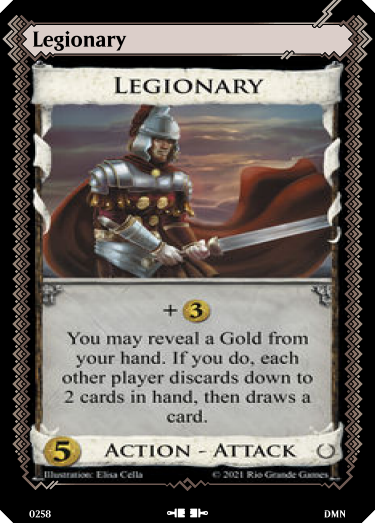 Legionary
LEGIONARY
+ 3
You may reveal a Gold from
your hand. If you do, each
other player discards down to
2 cards in hand, then draws a
card.
5 ACTION - ATTACK
Illustration: Elisa Cella © 2021 Rio Grande Games
0258 DMN